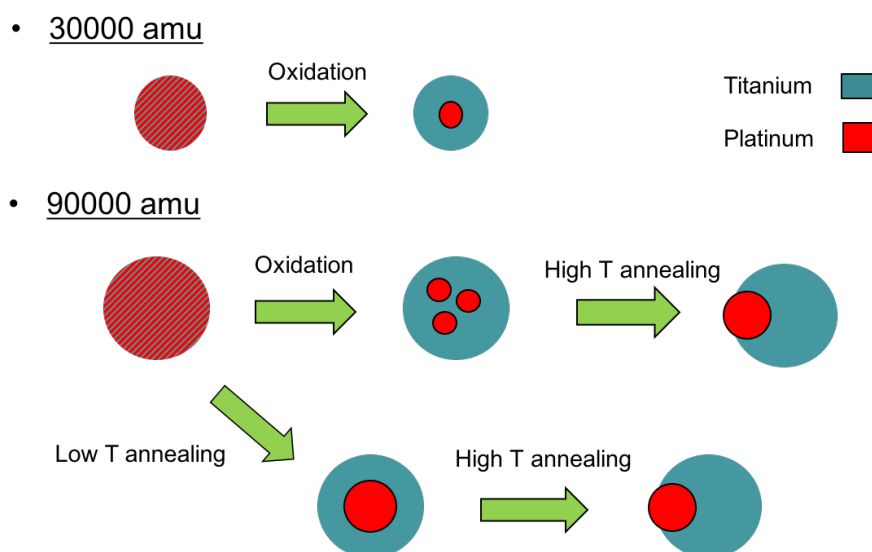 • 30000 amu
Oxidation
Titanium
Platinum
• 90000 amu
Oxidation
High T annealing
Low T annealing
High T annealing